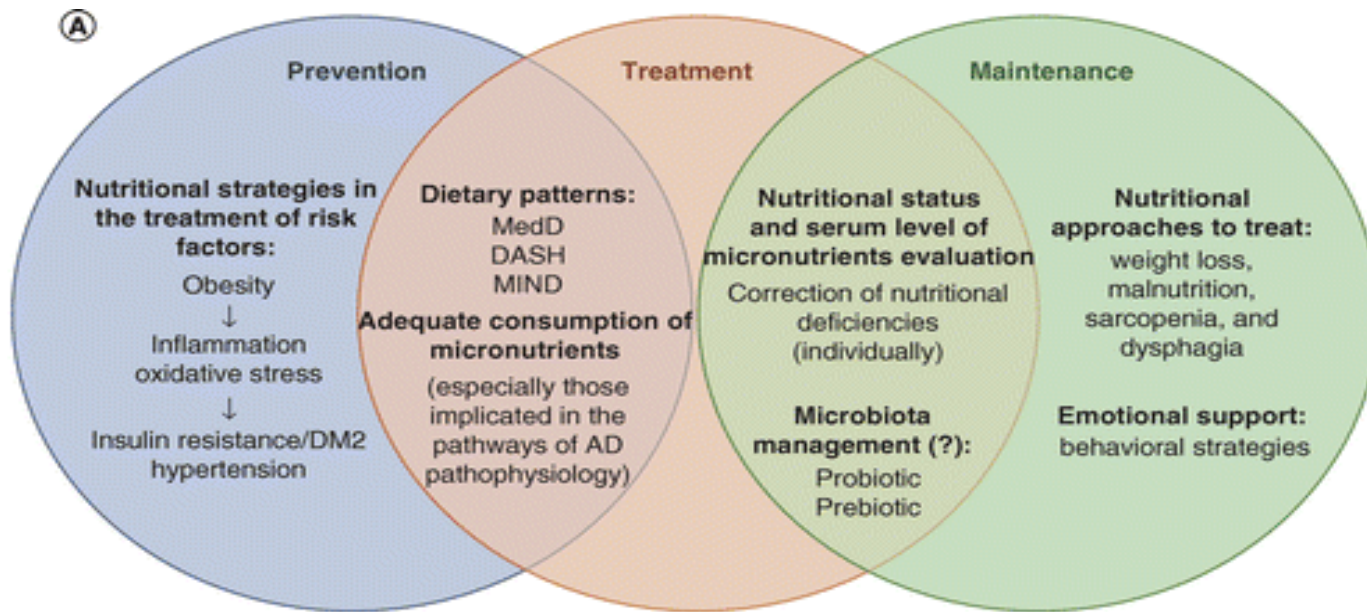 A
Prevention
Treatment
Maintenance
Nutritional strategies in
the treatment of risk
factors:
Obesity
↓
Inflammation
oxidative stress
↓
Insulin resistance/DM2
hypertension
Dietary patterns:
MedD
DASH
MIND
Adequate consumption of
micronutrients
(especially those
implicated in the
pathways of AD
pathophysiology)
Nutritional status
and serum level of
micronutrients evaluation
Correction of nutritional
deficiencies
(individually)
Microbiota
management (?):
Probiotic
Prebiotic
Nutritional
approaches to treat:
weight loss,
malnutrition,
sarcopenia, and
dysphagia
Emotional support:
behavioral strategies